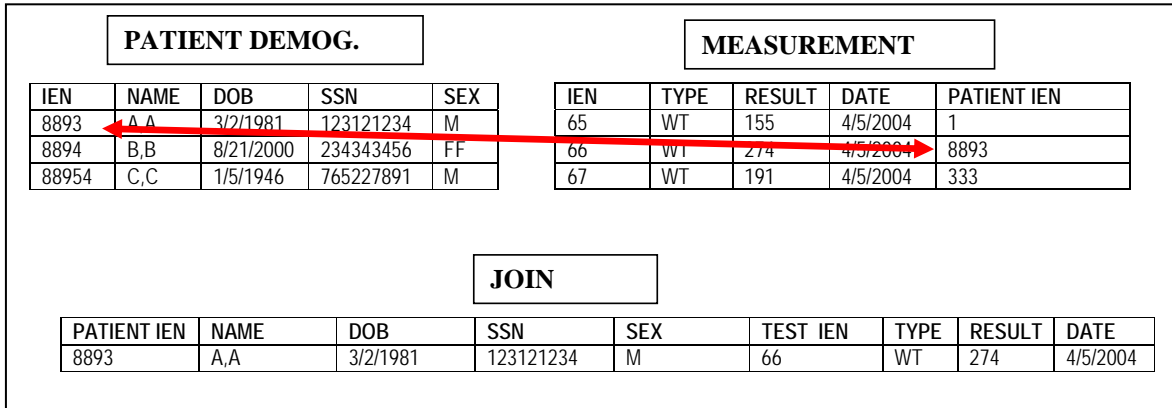 PATIENT DEMOG.
MEASUREMENT
IEN NAME DOB SSN SEX
8893 A,A 3/2/1981 123121234 M
8894 B,B 8/21/2000 234343456 FF
88954 C,C 1/5/1946 765227891 M
IEN TYPE RESULT DATE PATIENT IEN
65 WT 155 4/5/2004 1
66 WT 274 4/5/2004 8893
67 WT 191 4/5/2004 333
JOIN
PATIENT IEN NAME DOB SSN SEX TEST IEN TYPE RESULT DATE
8893 A,A 3/2/1981 123121234 M 66 WT 274 4/5/2004